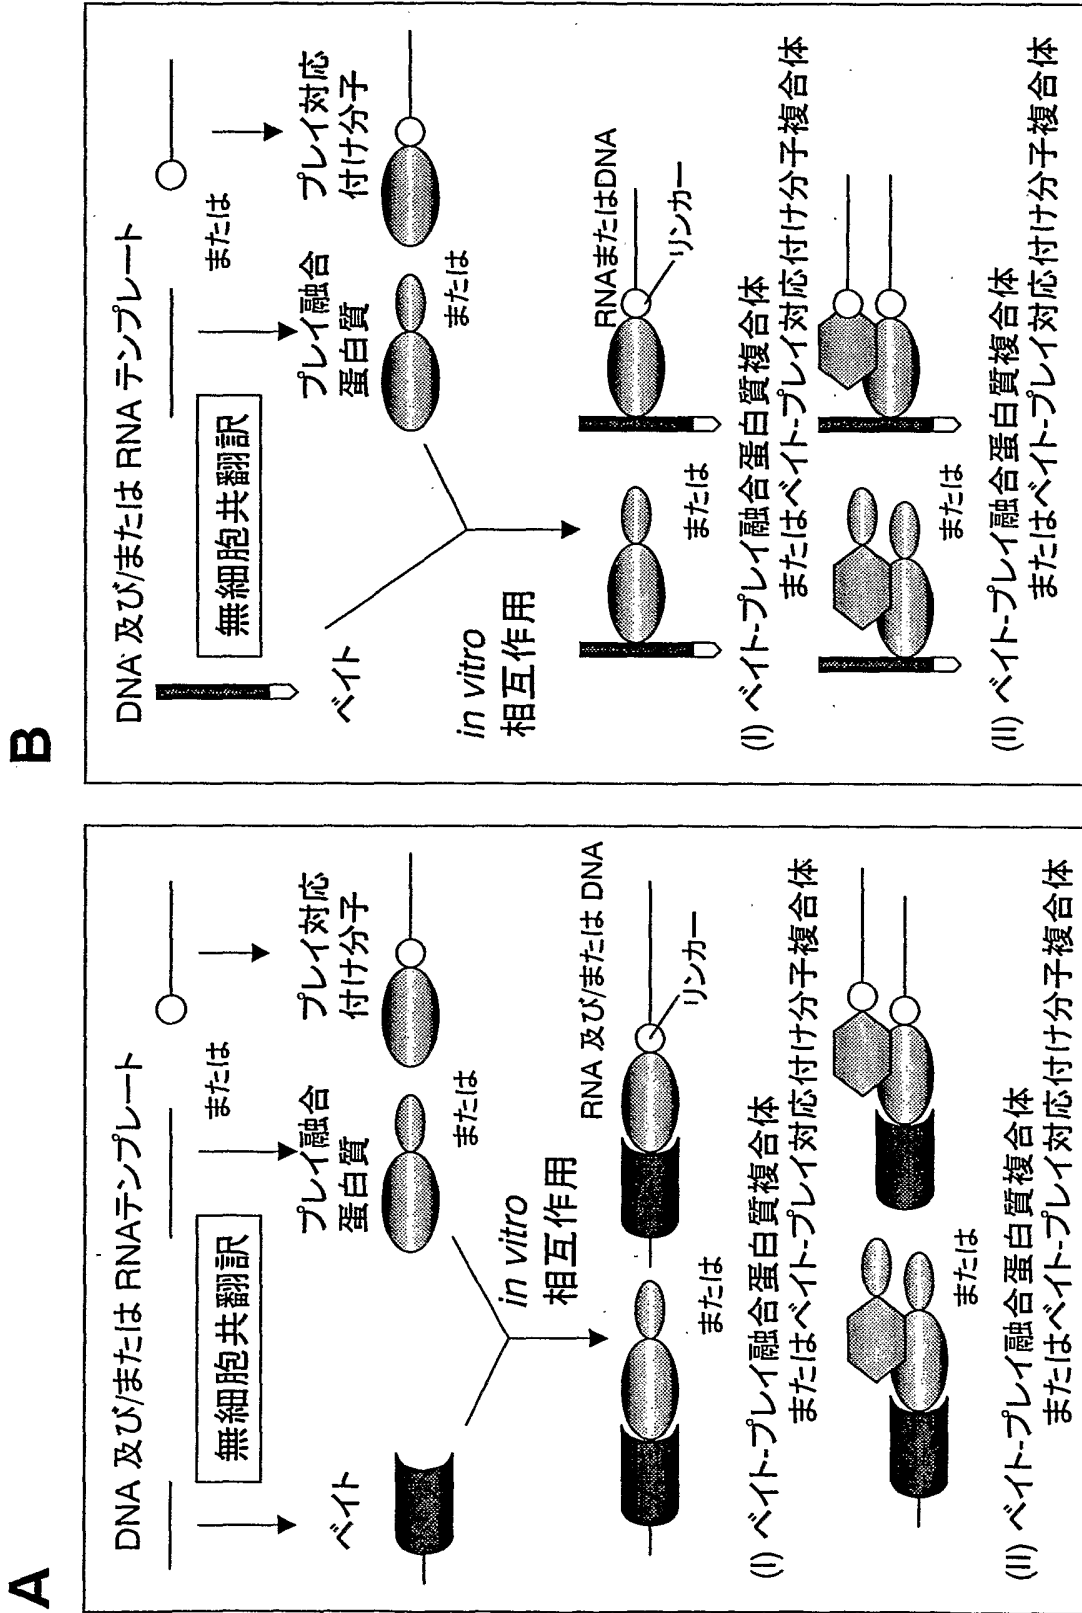 A
DNA 及び/または RNAテンプレート
または
無細胞共翻訳
ベイト
プレイ融合
蛋白質
プレイ対応
付け分子
または
in vitro
相互作用
RNA 及び/または DNA
リンカー
または
(I) ベイト-プレイ融合蛋白質複合体
またはベイト-プレイ対応付け分子複合体
または
(II) ベイト-プレイ融合蛋白質複合体
またはベイト-プレイ対応付け分子複合体
B
DNA 及び/または RNA テンプレート
または
無細胞共翻訳
ベイト
プレイ融合
蛋白質
プレイ対応
付け分子
または
in vitro
相互作用
RNAまたはDNA
リンカー
または
(I) ベイト-プレイ融合蛋白質複合体
またはベイト-プレイ対応付け分子複合体
または
(II) ベイト-プレイ融合蛋白質複合体
またはベイト-プレイ対応付け分子複合体